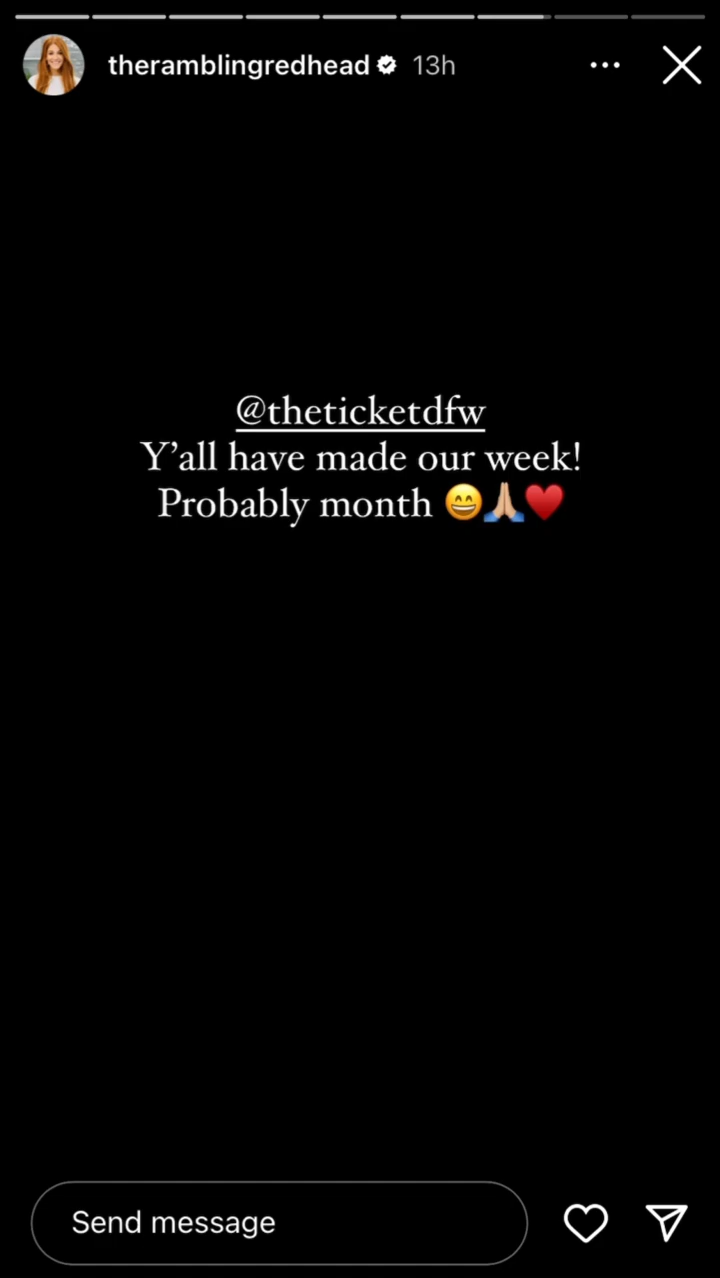 theramblingredhead 13h
@theticketdfw
Y’all have made our week!
Probably month 😄🙏🏼♥️
Send message